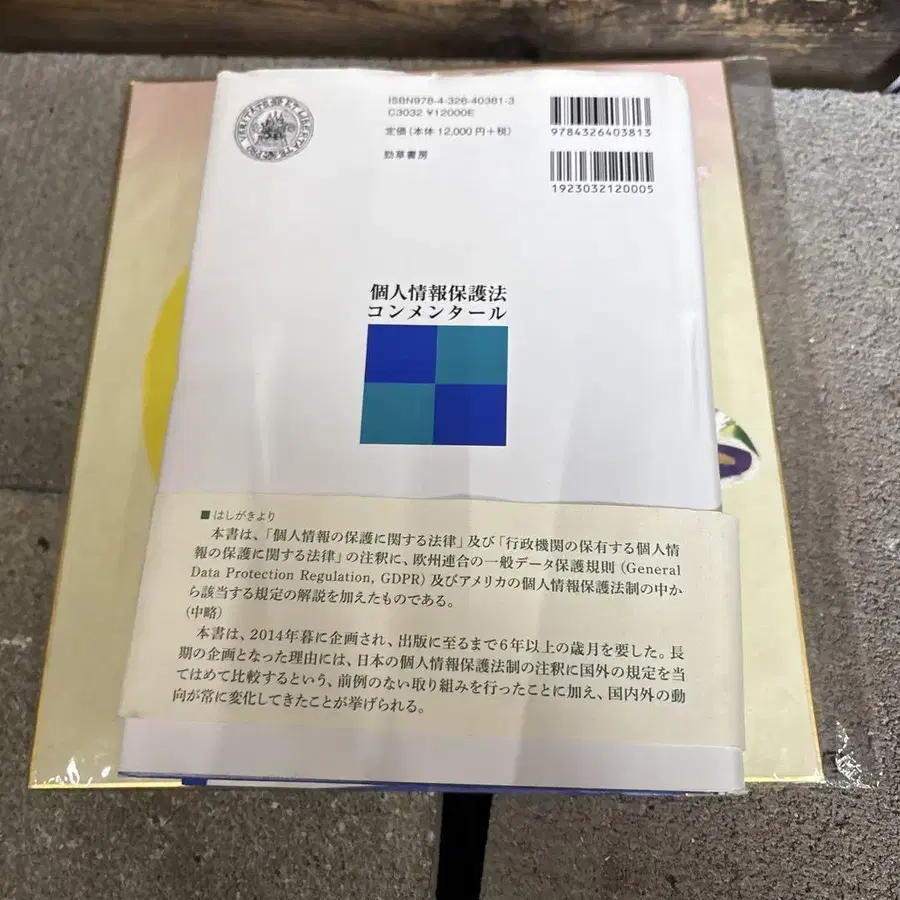 ISBN978-4-326-40381-3
C3032 ¥12000E
定価(本体12,000円+税)
勁草書房
9784326403813
1923032120005
個人情報保護法
コンメンタール
■はしがきより
本書は、「個人情報の保護に関する法律」及び「行政機関の保有する個人情
報の保護に関する法律」の注釈に、欧州連合の一般データ保護規則(General
Data Protection Regulation, GDPR)及びアメリカの個人情報保護法制の中か
ら該当する規定の解説を加えたものである。
(中略)
本書は、2014年暮に企画され、出版に至るまで6年以上の歳月を要した。長
期の企画となった理由には、日本の個人情報保護法制の注釈に国外の規定を当
てはめて比較するという、前例のない取り組みを行ったことに加え、国内外の動
向が常に変化してきたことが挙げられる。